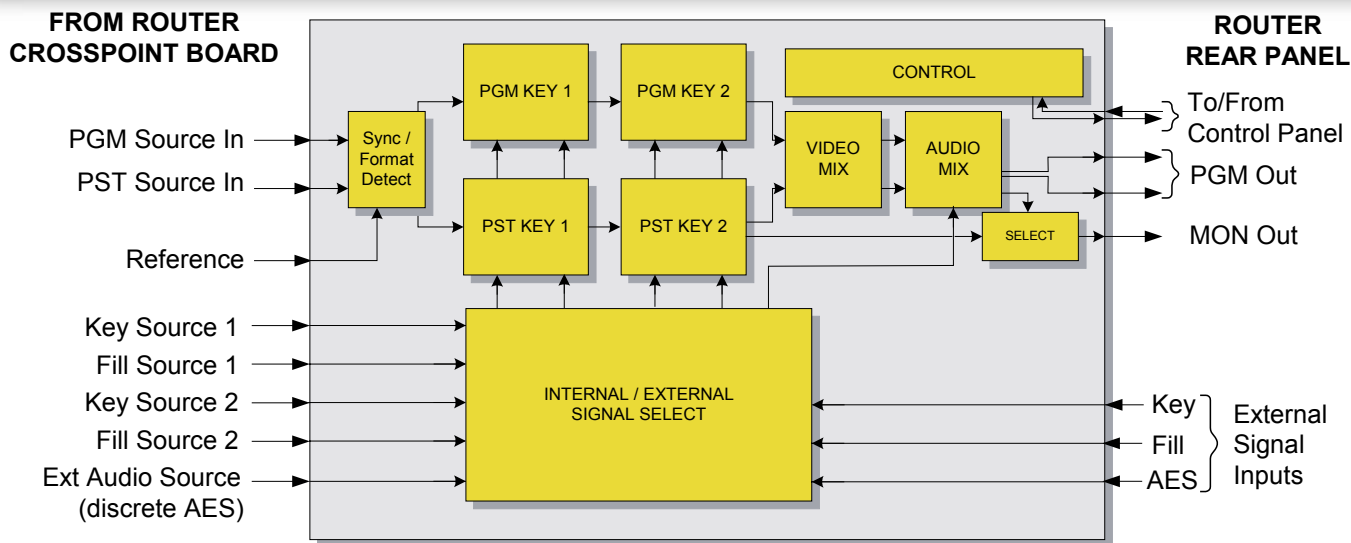 FROM ROUTER
CROSSPOINT BOARD
ROUTER
REAR PANEL
PGM Source In
PST Source In
Reference
Key Source 1
Fill Source 1
Key Source 2
Fill Source 2
Ext Audio Source
(discrete AES)
Sync /
Format
Detect
PGM KEY 1
PGM KEY 2
PST KEY 1
PST KEY 2
CONTROL
VIDEO
MIX
AUDIO
MIX
SELECT
INTERNAL / EXTERNAL
SIGNAL SELECT
To/From
Control Panel
PGM Out
MON Out
Key
Fill
AES
External
Signal
Inputs